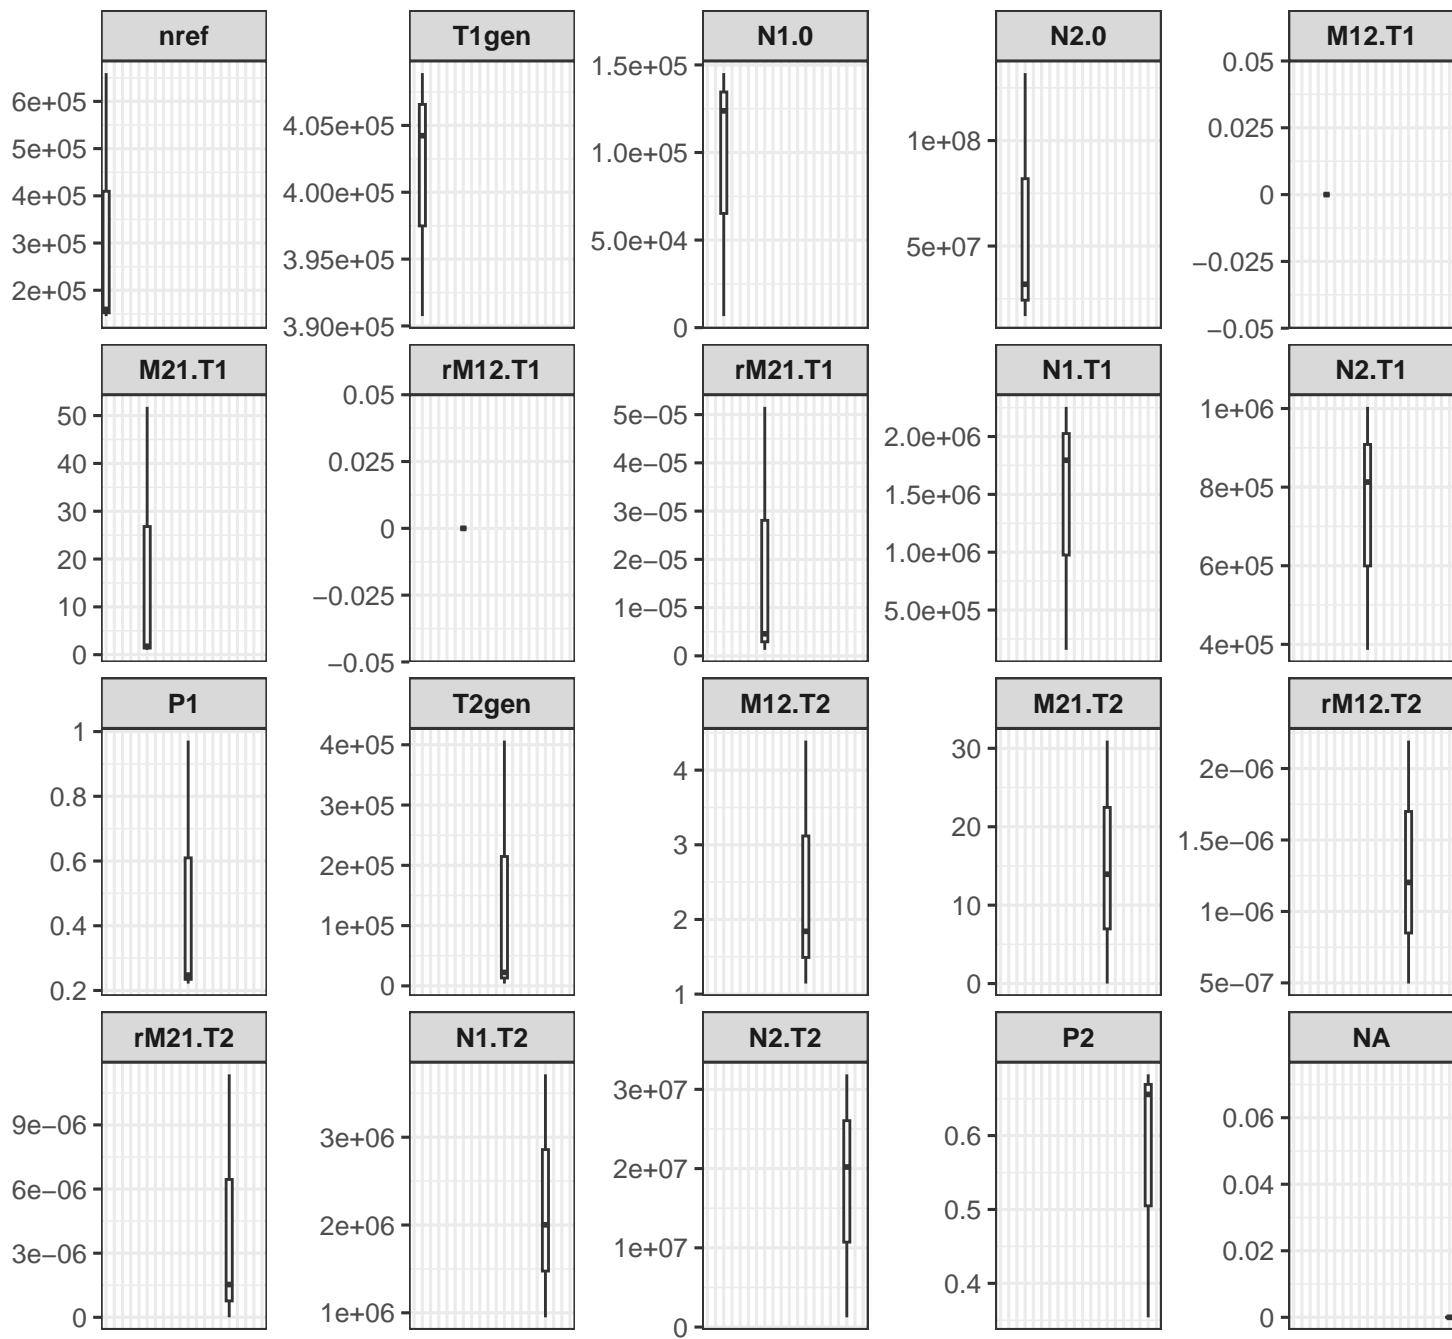 nref T1gen N1.0 N2.0 M12.T1
6e+05 5e+05 4e+05 3e+05 2e+05
4.05e+05 4.00e+05 3.95e+05 3.90e+05
1.5e+05 1.0e+05 5.0e+04 0
1e+08 5e+07
0.05 0.025 0 −0.025 −0.05
M21.T1 rM12.T1 rM21.T1 N1.T1 N2.T1
50 40 30 20 10 0
0.05 0.025 0 −0.025 −0.05
5e−05 4e−05 3e−05 2e−05 1e−05 0
2.0e+06 1.5e+06 1.0e+06 5.0e+05
1e+06 8e+05 6e+05 4e+05
P1 T2gen M12.T2 M21.T2 rM12.T2
1 0.8 0.6 0.4 0.2
4e+05 3e+05 2e+05 1e+05 0
4 3 2 1
30 20 10 0
2e−06 1.5e−06 1e−06 5e−07
rM21.T2 N1.T2 N2.T2 P2 NA
9e−06 6e−06 3e−06 0
3e+06 2e+06 1e+06
3e+07 2e+07 1e+07 0
0.6 0.5 0.4
0.06 0.04 0.02 0